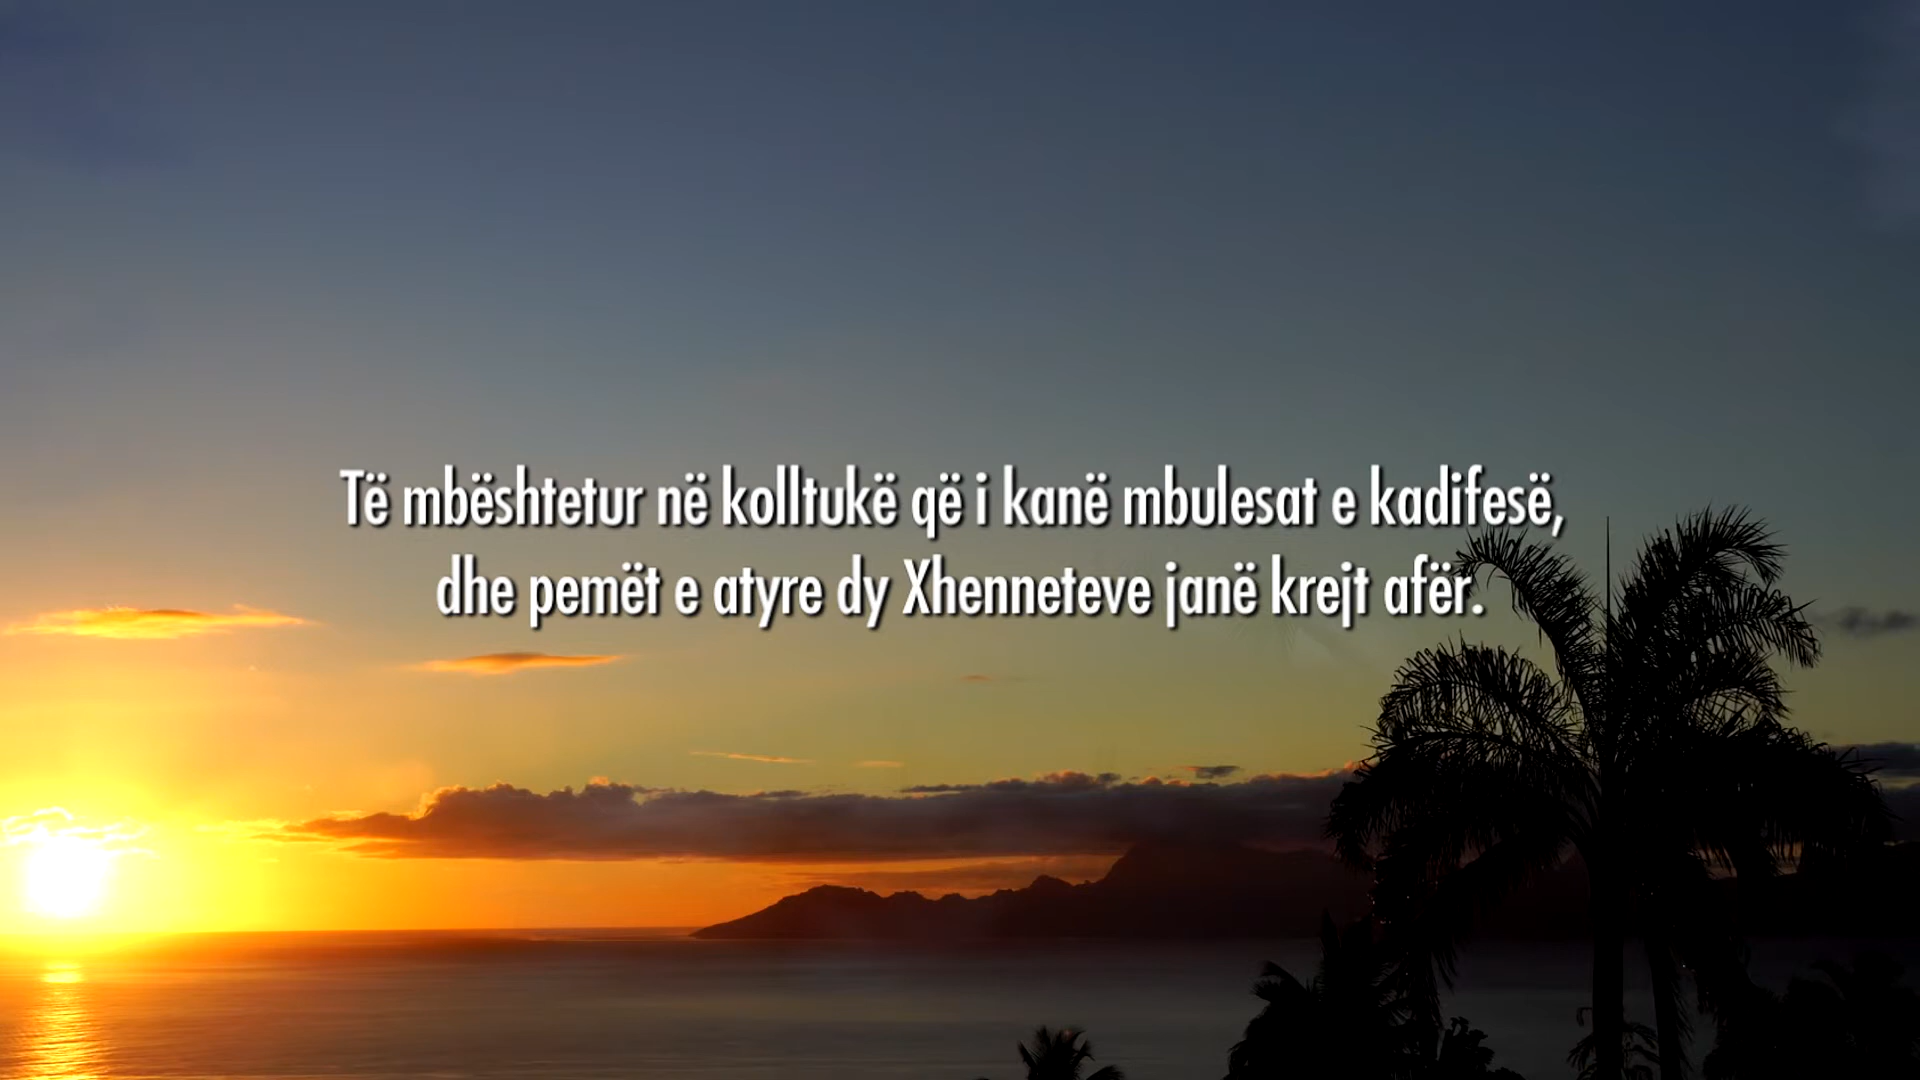 Të mbështetur në kolltukë që i kanë mbulesat e kadifesë,
dhe pemët e atyre dy Xhenneteve janë krejt afër.